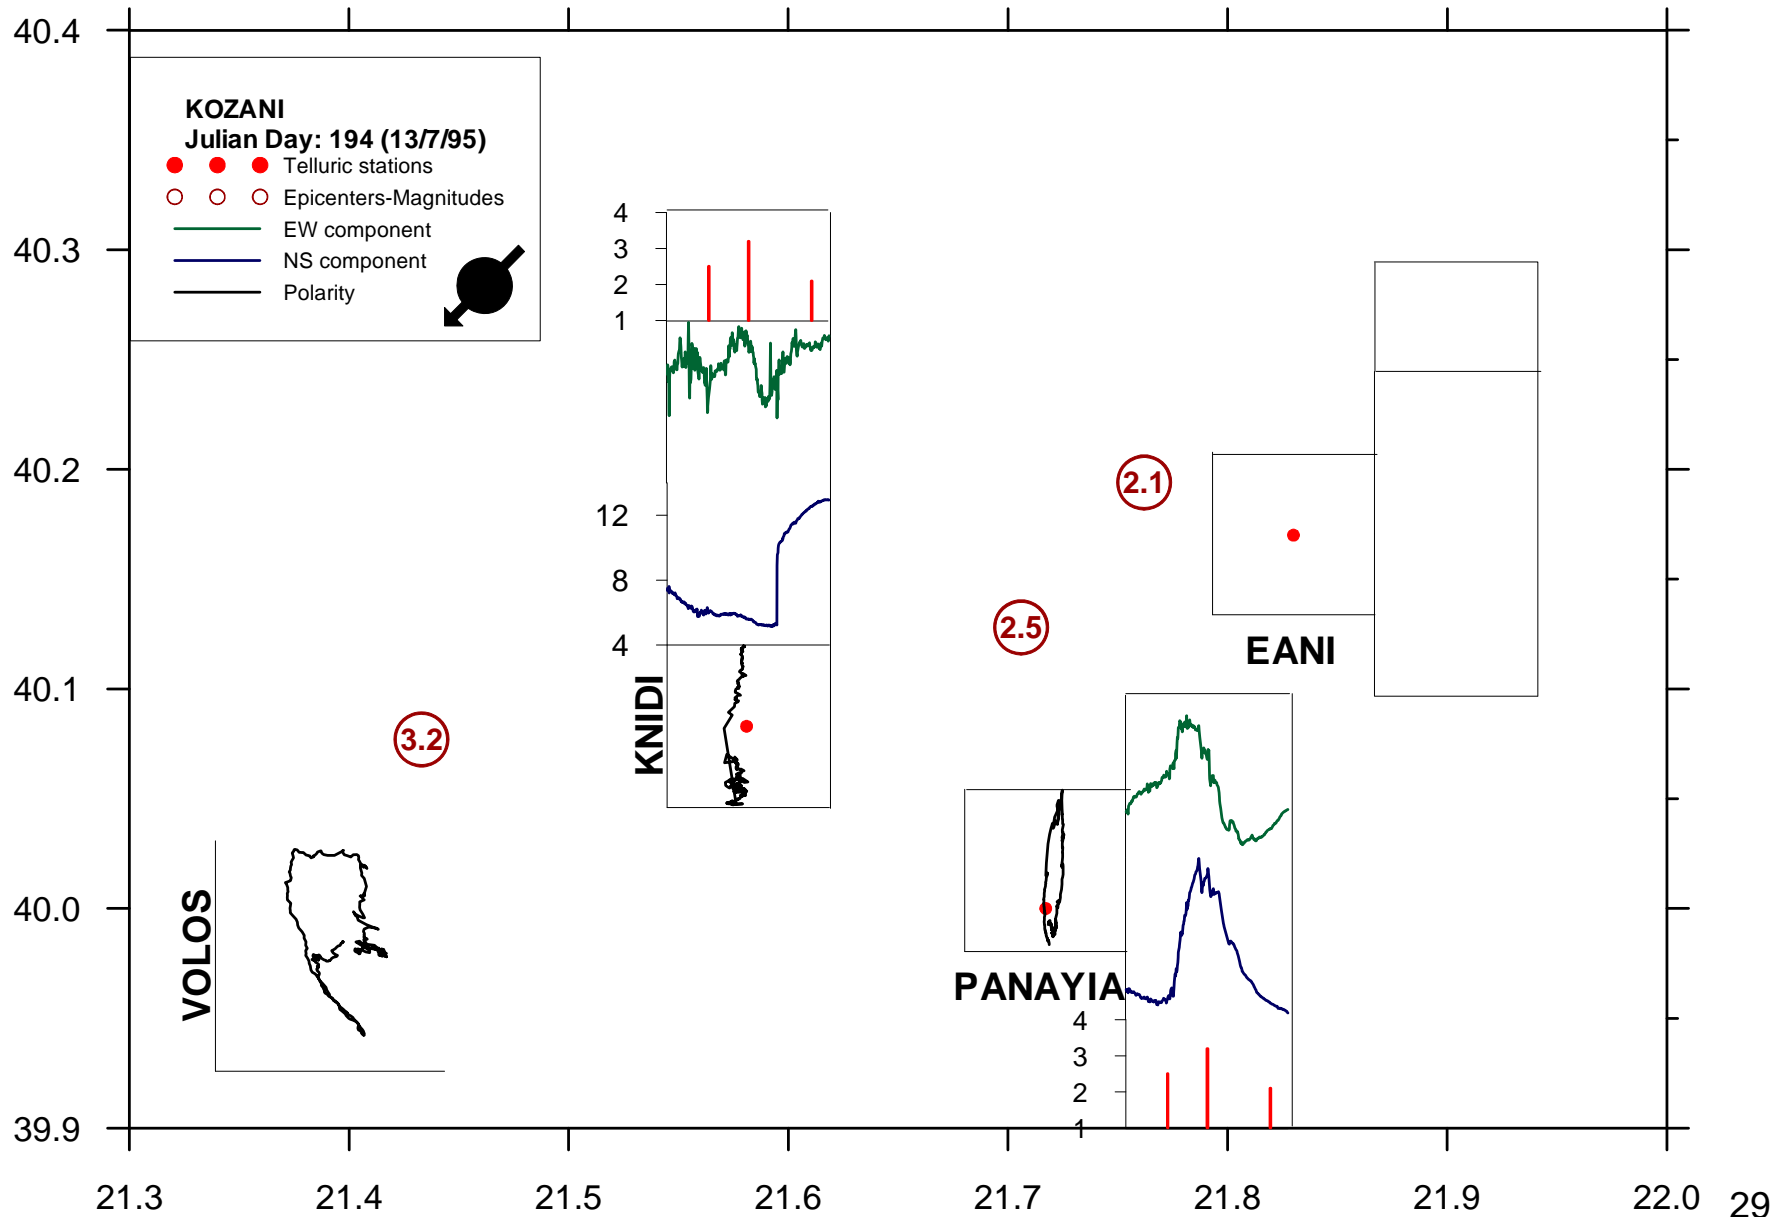 40.4
KOZANI
Julian Day: 194 (13/7/95)
Telluric stations
Epicenters-Magnitudes
EW component
NS component
Polarity
40.3
40.2
40.1
40.0
39.9
4
3
2
1
12
8
4
KNIDI
2.1
2.5
3.2
EANI
VOLOS
PANAYIA
4
3
2
1
21.3
21.4
21.5
21.6
21.7
21.8
21.9
22.0
29